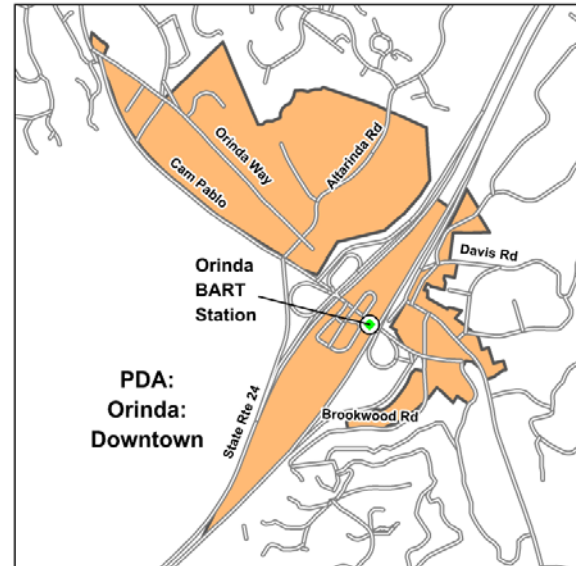 Orinda Way
Altarinda Rd
Cam Pablo
Davis Rd
Orinda
BART
Station
PDA:
Orinda:
Downtown
State Rte 24
Brookwood Rd